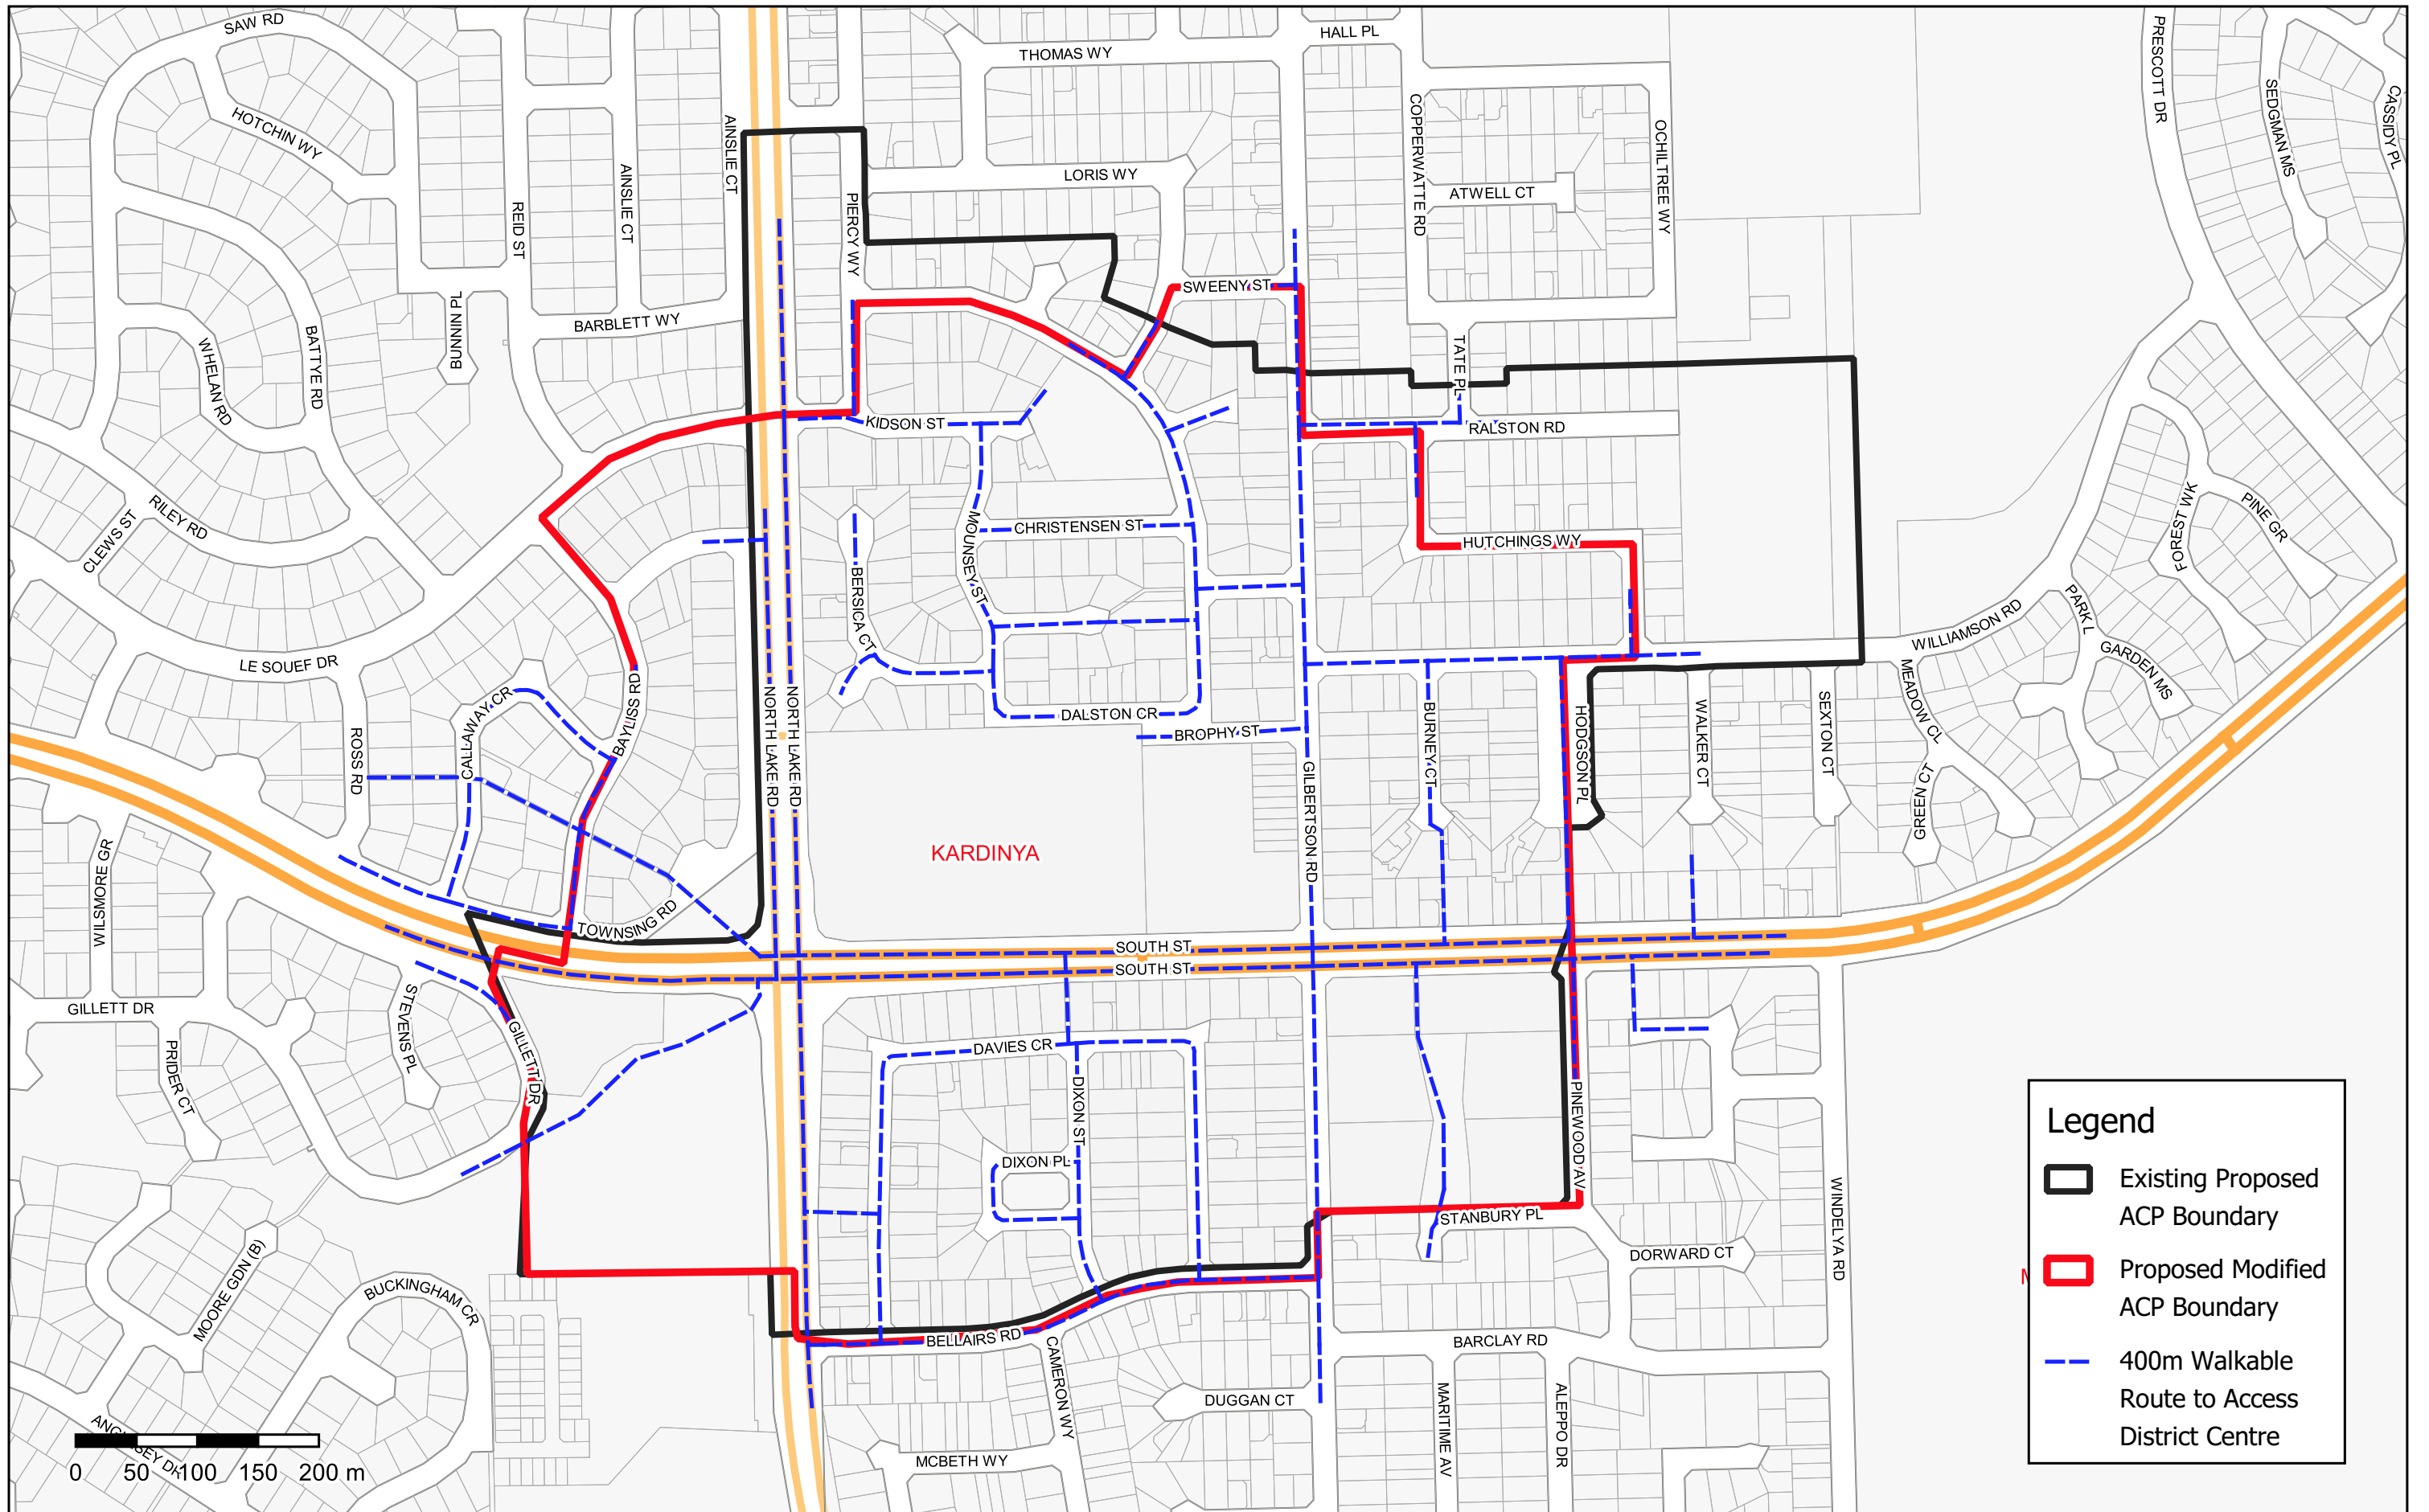 SAW RD
THOMAS WY
HALL PL
PRESCOTT DR
SEDGMAN MS
CASSIDY PL
HOTCHIN WY
AINSLIE CT
COPPERWATTE RD
OCHILTREE WY
LORIS WY
ATWELL CT
REID ST
AINSLIE CT
PIERCY WY
SWEENY ST
BUNNIN PL
BARBLETT WY
BATTYE RD
WHELAN RD
TATE PL
KIDSON ST
RALSTON RD
RILEY RD
CLEWS ST
MOUNSEY ST
CHRISTENSEN ST
HUTCHINGS WY
FOREST WK
PINE GR
BERSICA CT
WILLIAMSON RD
PARK L
GARDEN MS
LE SOUEF DR
BAYLISS RD
CALLAWAY CR
ROSS RD
NORTH LAKE RD
NORTH LAKE RD
DALSTON CR
BROPHY ST
BURNEY CT
HODGSON PL
WALKER CT
SEXTON CT
MEADOW CL
GREEN CT
GILBERTSON RD
KARDINYA
WILSMORE GR
TOWNSING RD
SOUTH ST
SOUTH ST
GILLETT DR
STEVENS PL
GILLETT DR
PRIDER CT
DAVIES CR
DIXON ST
DIXON PL
PINEWOOD AV
STANBURY PL
DORWARD CT
WINDELYA RD
MOORE GDN (B)
BUCKINGHAM CR
BELLAIRS RD
CAMERON WY
BARCLAY RD
DUGGAN CT
MARITIME AV
ALEPPO DR
MCBETH WY
0 50 100 150 200 m
Legend
Existing Proposed
ACP Boundary
Proposed Modified
ACP Boundary
400m Walkable
Route to Access
District Centre